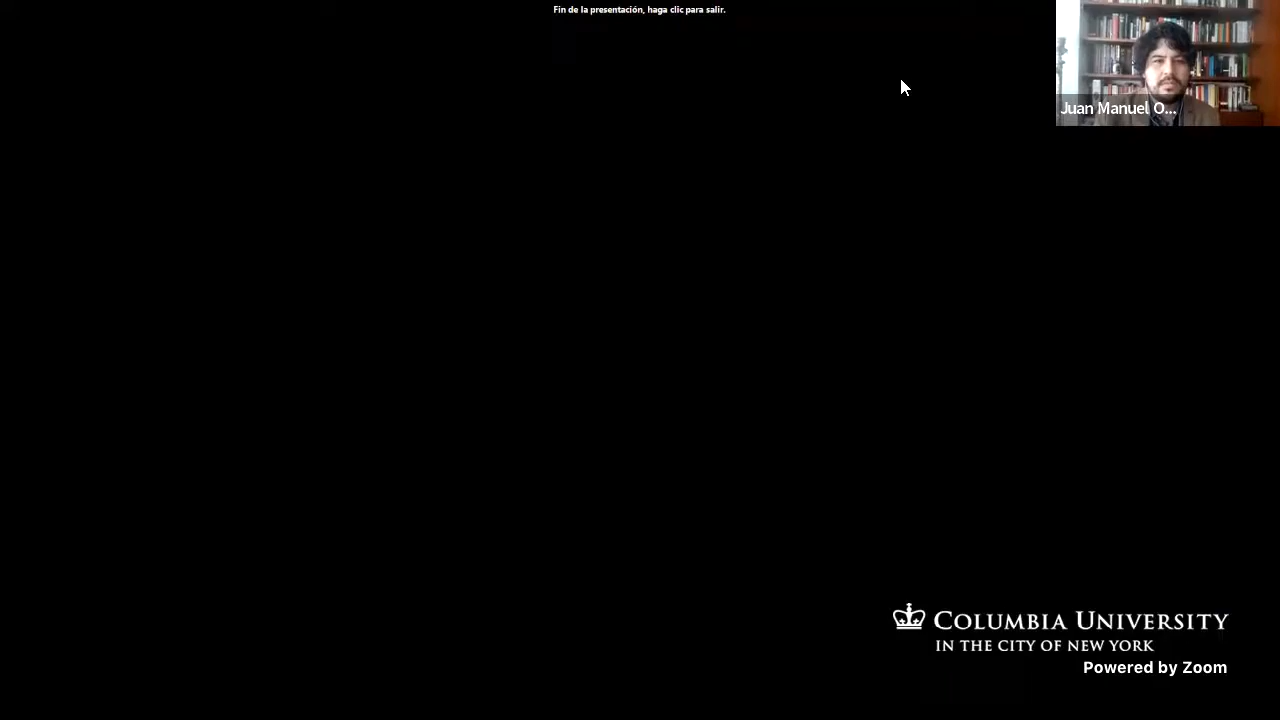 Fin de la presentación, haga clic para salir.
Juan Manuel O...
COLUMBIA UNIVERSITY
IN THE CITY OF NEW YORK
Powered by Zoom